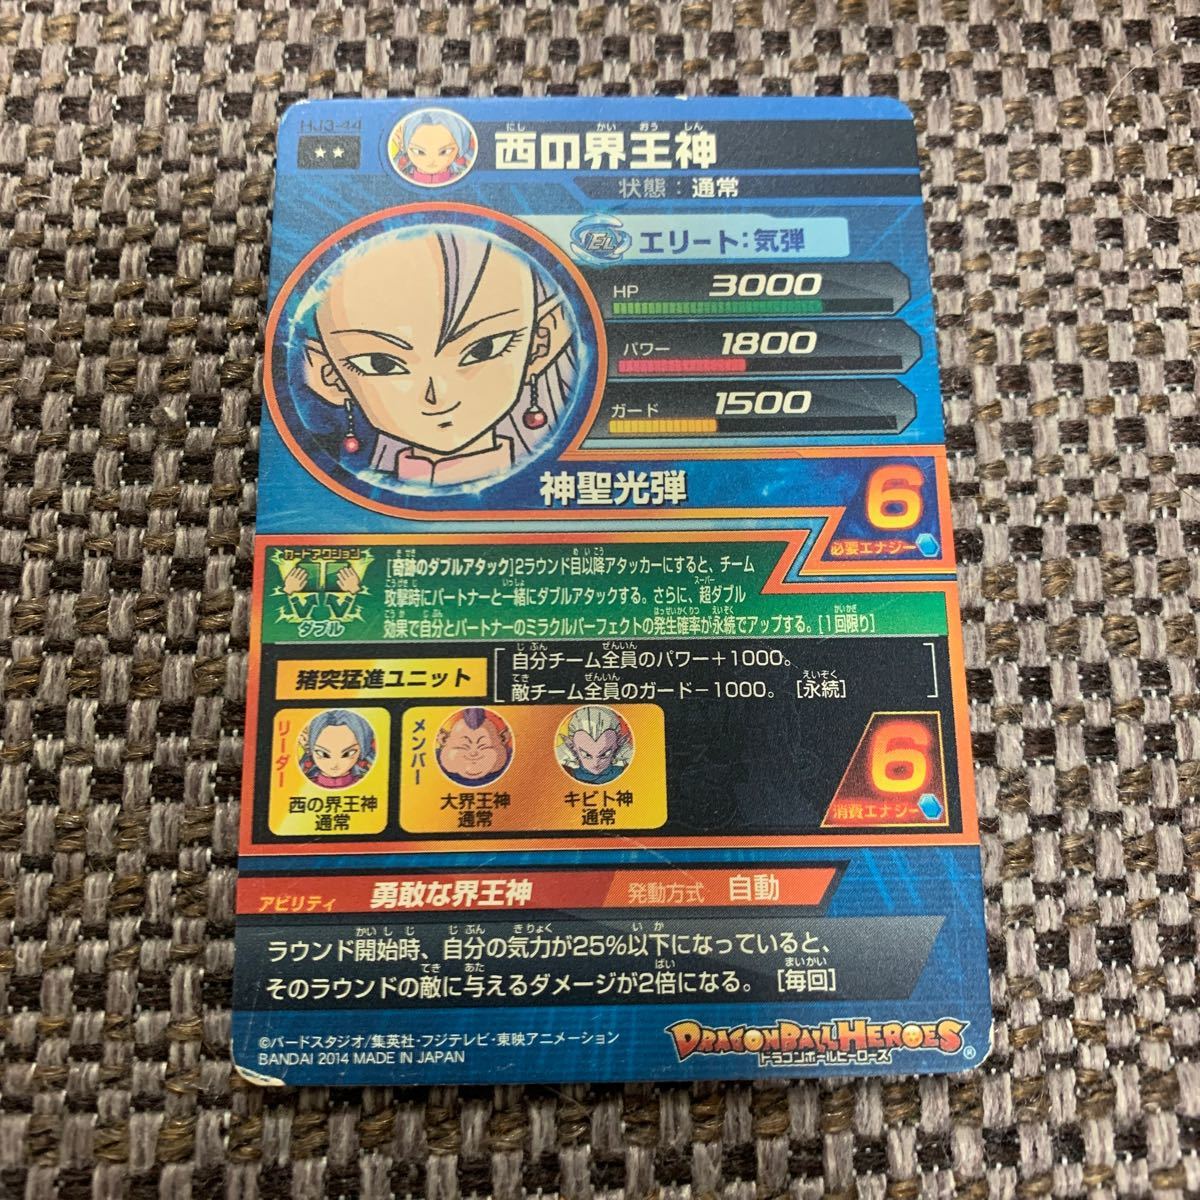 HJ3-44
★★
にし かい おう しん
西の界王神
状態：通常
EL
エリート:気弾
HP 3000
パワー 1800
ガード 1500
神聖光弾
6
必要エナジー
カードアクション
ダブル
[奇跡のダブルアタック]2ラウンド目以降アタッカーにすると、チーム
攻撃時にパートナーと一緒にダブルアタックする。さらに、超ダブル
効果で自分とパートナーのミラクルパーフェクトの発生確率が永続でアップする。[1回限り]
猪突猛進ユニット
自分チーム全員のパワー+1000。
敵チーム全員のガード-1000。 [永続]
リーダー
西の界王神
通常
メンバー
大界王神
通常
キビト神
通常
6
消費エナジー
アビリティ 勇敢な界王神 発動方式 自動
ラウンド開始時、自分の気力が25%以下になっていると、
そのラウンドの敵に与えるダメージが2倍になる。 [毎回]
©バードスタジオ/集英社・フジテレビ・東映アニメーション
BANDAI 2014 MADE IN JAPAN
DRAGONBALL HEROES
ドラゴンボールヒーローズ
®